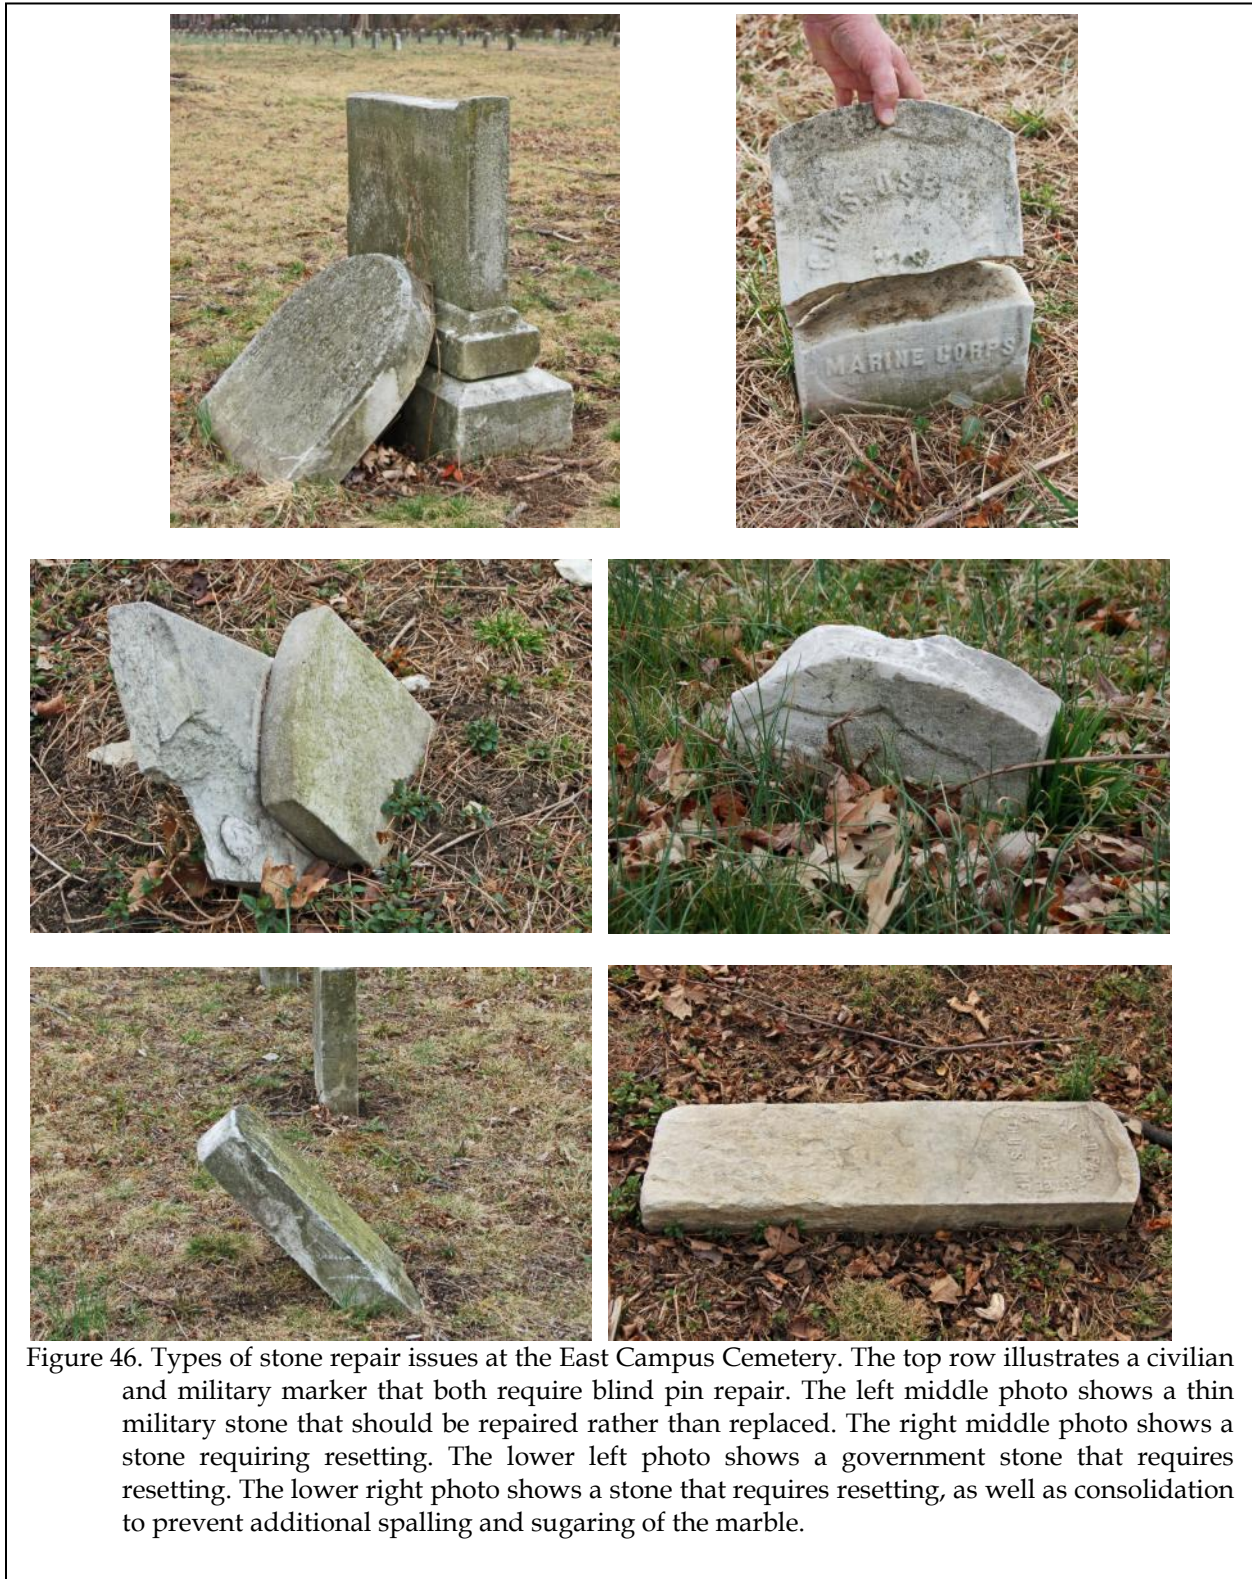 CHAS. OSB
MARINE CORPS
Figure 46. Types of stone repair issues at the East Campus Cemetery. The top row illustrates a civilian
and military marker that both require blind pin repair. The left middle photo shows a thin
military stone that should be repaired rather than replaced. The right middle photo shows a
stone requiring resetting. The lower left photo shows a government stone that requires
resetting. The lower right photo shows a stone that requires resetting, as well as consolidation
to prevent additional spalling and sugaring of the marble.